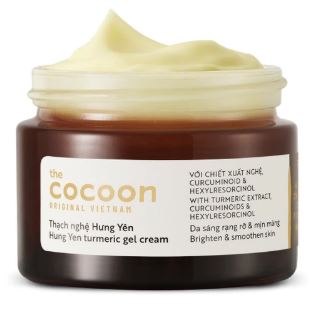 the
cocoon
ORIGINAL VIETNAM
Thạch nghệ Hưng Yên
Hung Yen turmeric gel cream
VỚI CHIẾT XUẤT NGHỆ,
CURCUMINOID &
HEXYLRESORCINOL
WITH TURMERIC EXTRACT,
CURCUMINOIDS &
HEXYLRESORCINOL
Da sáng rạng rỡ & mịn màng
Brighten & smoothen skin